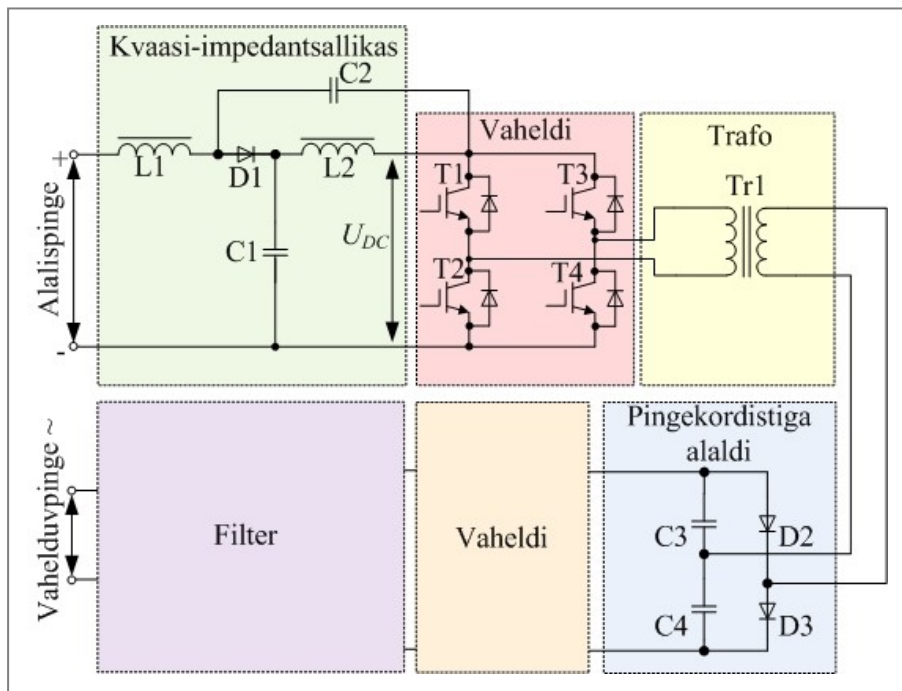 Kvaasi-impedantsallikas
C2
Vaheldi
Trafo
+
L1
D1
L2
T1
T3
Tr1
Alalispinge
C1
U_DC
T2
T4
-
Pingekordistiga
alaldi
Vahelduvpinge ~
Filter
Vaheldi
C3
D2
C4
D3